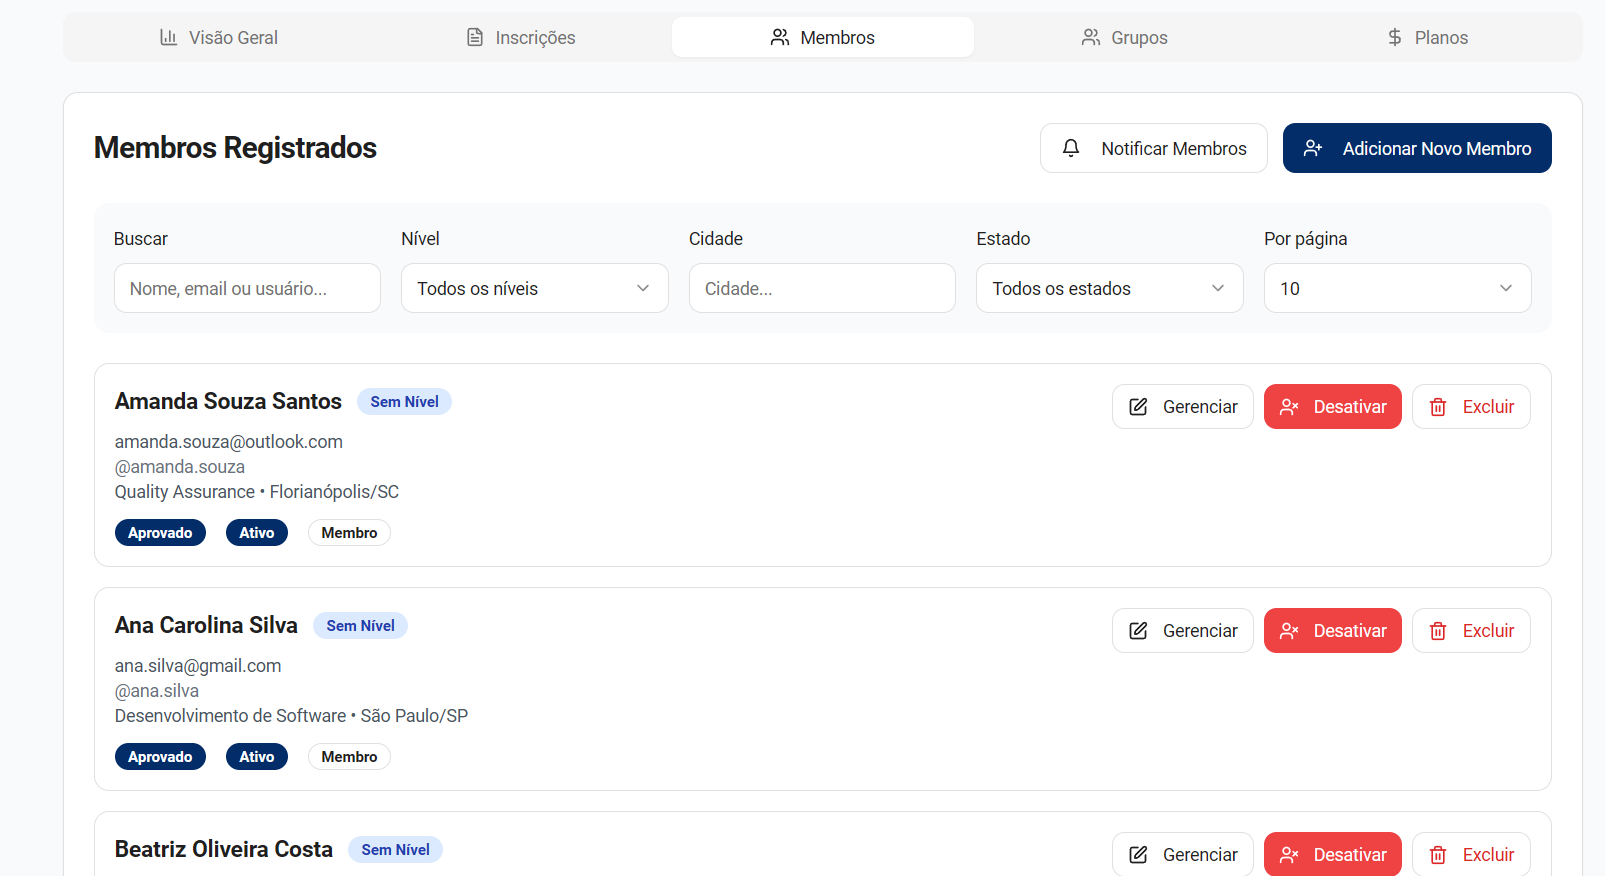 Visão Geral
Inscrições
Membros
Grupos
Planos
Membros Registrados
Notificar Membros
Adicionar Novo Membro
Buscar
Nível
Cidade
Estado
Por página
Nome, email ou usuário...
Todos os níveis
Cidade...
Todos os estados
10
Amanda Souza Santos
Sem Nível
Gerenciar
Desativar
Excluir
amanda.souza@outlook.com
@amanda.souza
Quality Assurance • Florianópolis/SC
Aprovado
Ativo
Membro
Ana Carolina Silva
Sem Nível
Gerenciar
Desativar
Excluir
ana.silva@gmail.com
@ana.silva
Desenvolvimento de Software • São Paulo/SP
Aprovado
Ativo
Membro
Beatriz Oliveira Costa
Sem Nível
Gerenciar
Desativar
Excluir